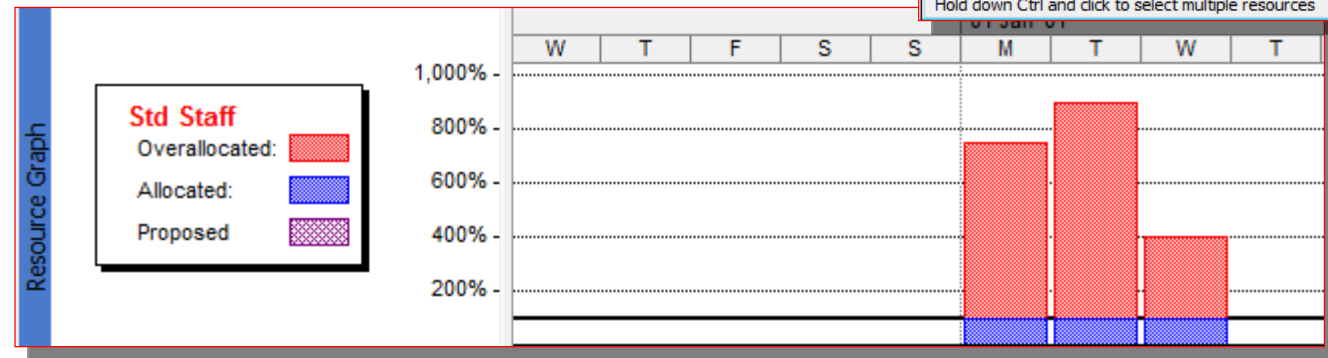 Hold down Ctrl and click to select multiple resources
W T F S S M T W T
Resource Graph
Std Staff
Overallocated:
Allocated:
Proposed
1,000%
800%
600%
400%
200%